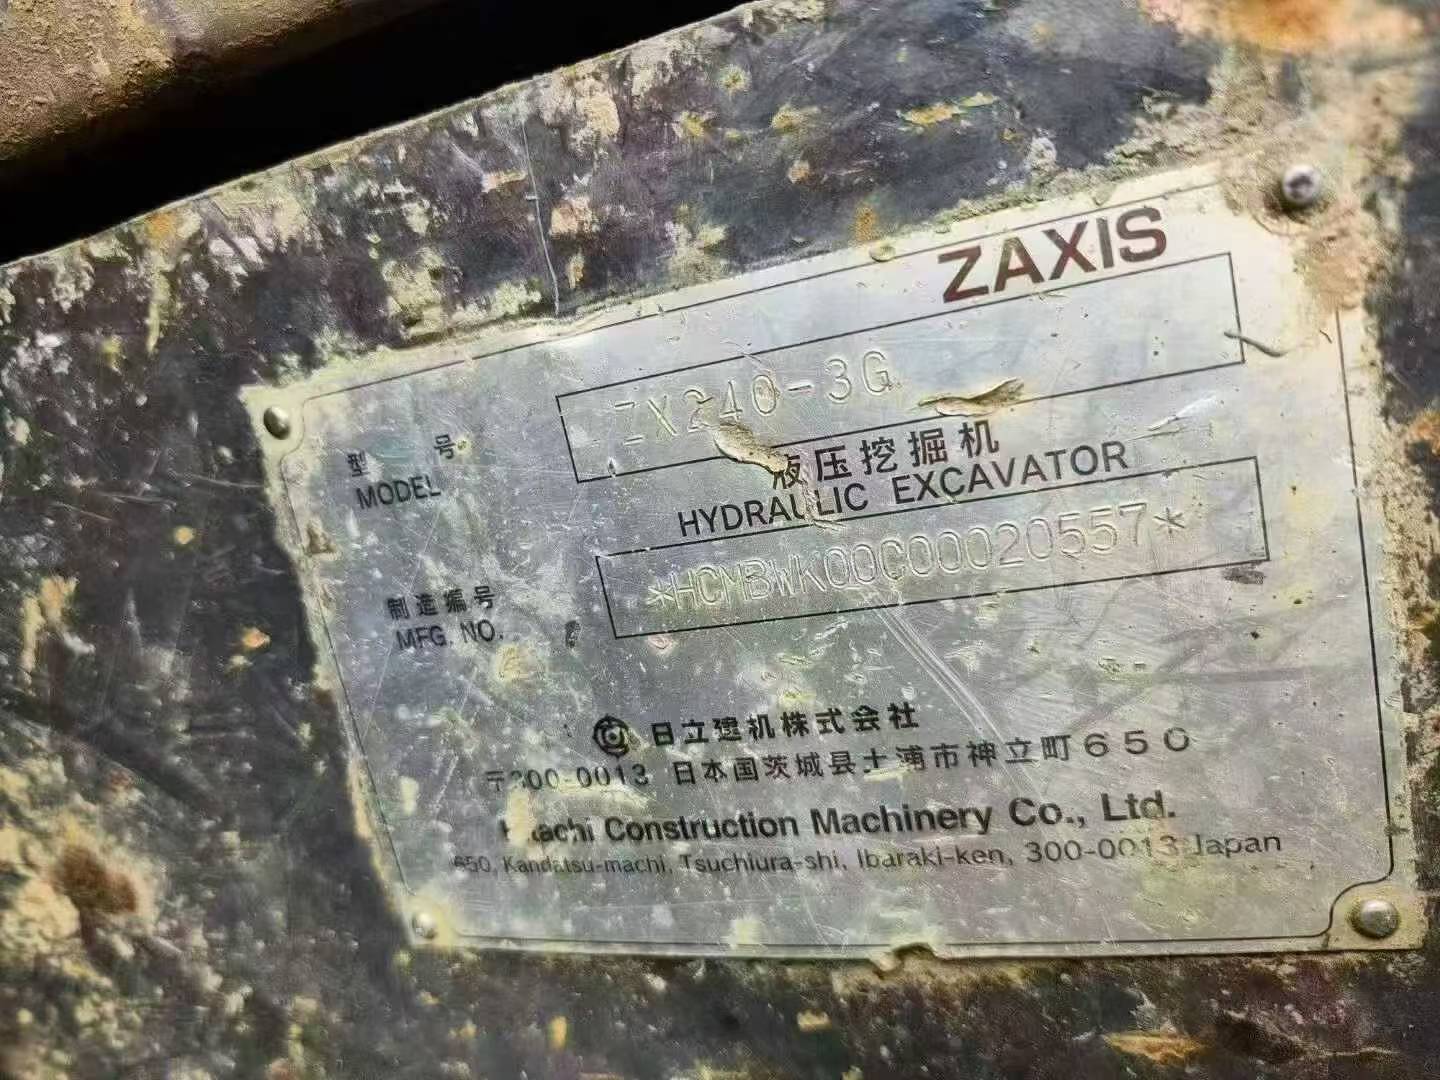 ZAXIS
型号
MODEL
ZX240-3G
液压挖掘机
HYDRAULIC EXCAVATOR
制造编号
MFG. NO.
*HCMBWK00C00020557*
日立建机株式会社
〒300-0013 日本国茨城县土浦市神立町650
Hitachi Construction Machinery Co., Ltd.
650, Kandatsu-machi, Tsuchiura-shi, Ibaraki-ken, 300-0013 Japan